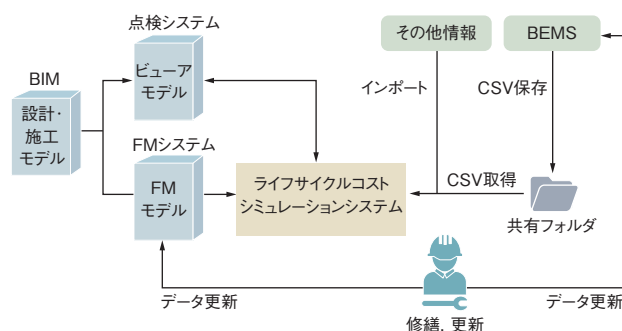 点検システム
その他情報
BEMS
BIM
ビューア
モデル
インポート
CSV保存
設計・
施工
モデル
FMシステム
FM
モデル
ライフサイクルコスト
シミュレーションシステム
CSV取得
共有フォルダ
データ更新
データ更新
修繕，更新